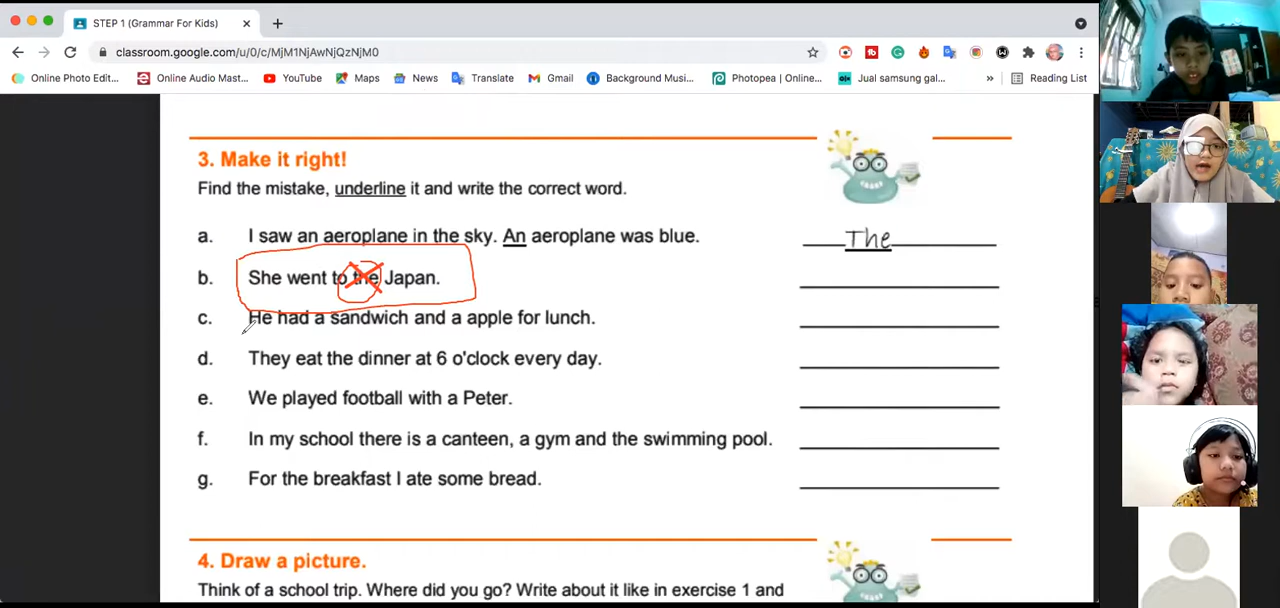 STEP 1 (Grammar For Kids)
classroom.google.com/u/0/c/MjM1NjAwNjQzNjM0
Online Photo Edit... Online Audio Mast... YouTube Maps News Translate Gmail Background Musi... Photopea | Online... Jual samsung gal... » Reading List
3. Make it right!
Find the mistake, underline it and write the correct word.
a. I saw an aeroplane in the sky. An aeroplane was blue. The
b. She went to the Japan.
c. He had a sandwich and a apple for lunch.
d. They eat the dinner at 6 o'clock every day.
e. We played football with a Peter.
f. In my school there is a canteen, a gym and the swimming pool.
g. For the breakfast I ate some bread.
4. Draw a picture.
Think of a school trip. Where did you go? Write about it like in exercise 1 and